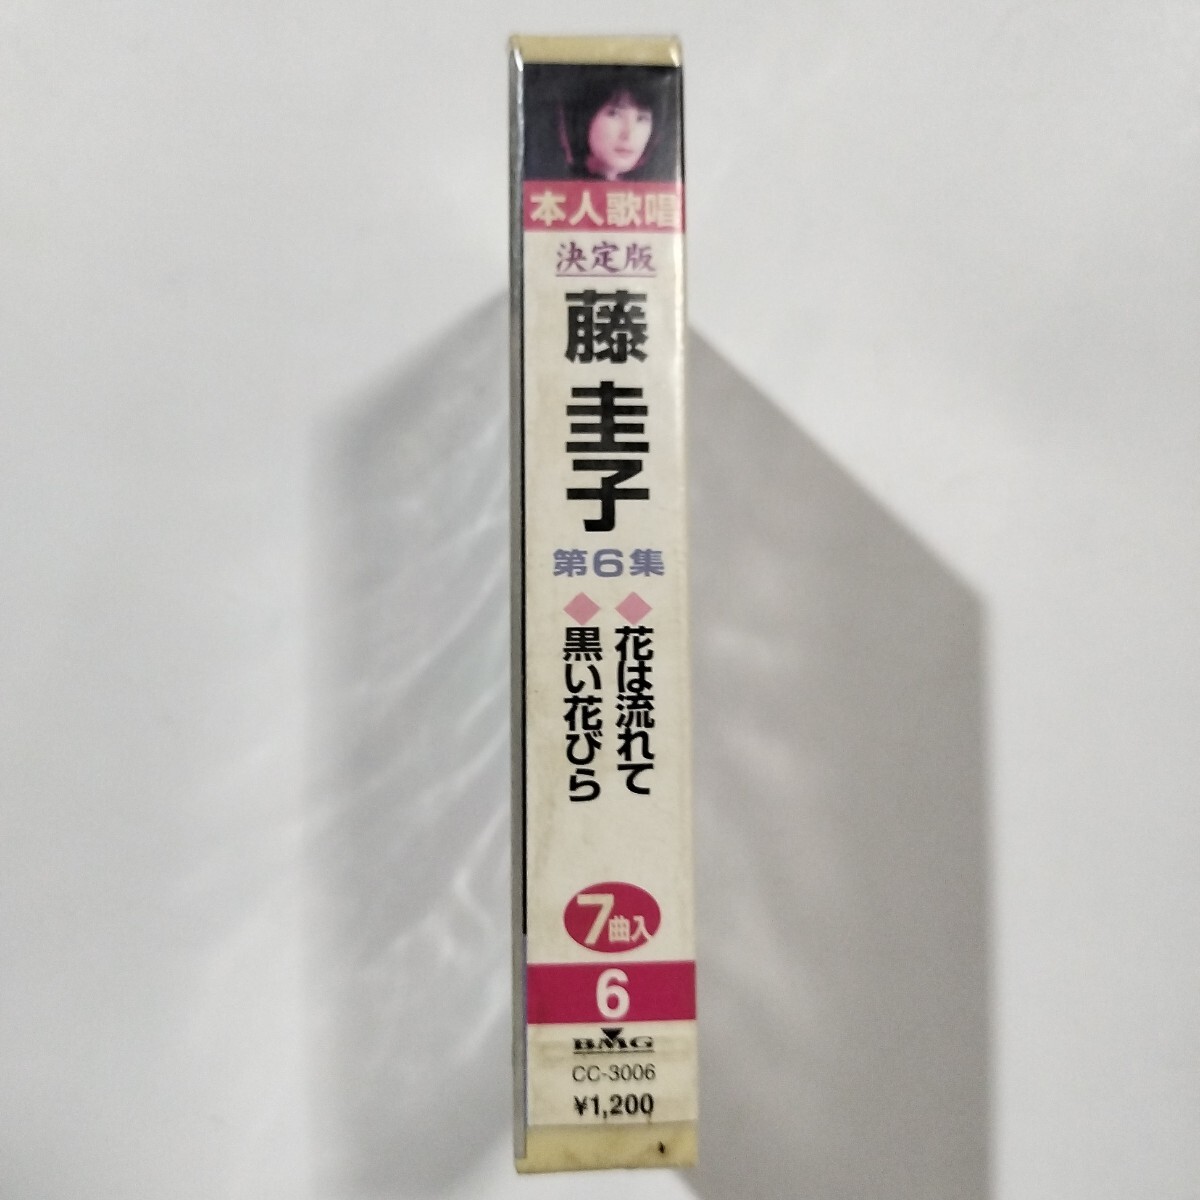 本人歌唱
決定版
藤圭子
第6集
◆花は流れて
◆黒い花びら
7曲入
6
BMG
CC-3006
¥1,200